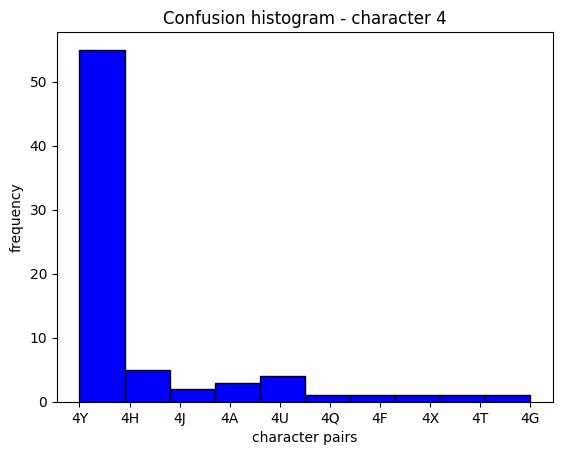 Confusion histogram - character 4
frequency
50
40
30
20
10
0
4Y 4H 4J 4A 4U 4Q 4F 4X 4T 4G
character pairs